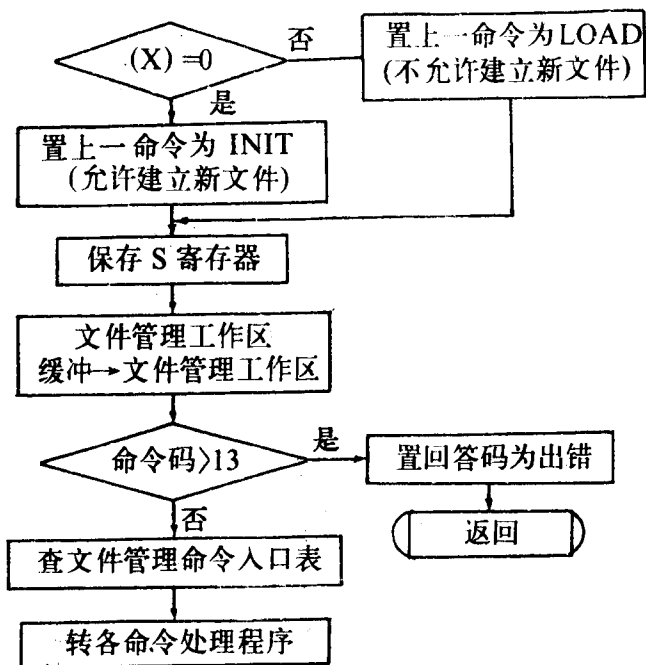 (X)=0
否
置上一命令为LOAD
(不允许建立新文件)
是
置上一命令为 INIT
(允许建立新文件)
保存 S 寄存器
文件管理工作区
缓冲→文件管理工作区
命令码>13
是
置回答码为出错
否
返回
查文件管理命令入口表
转各命令处理程序